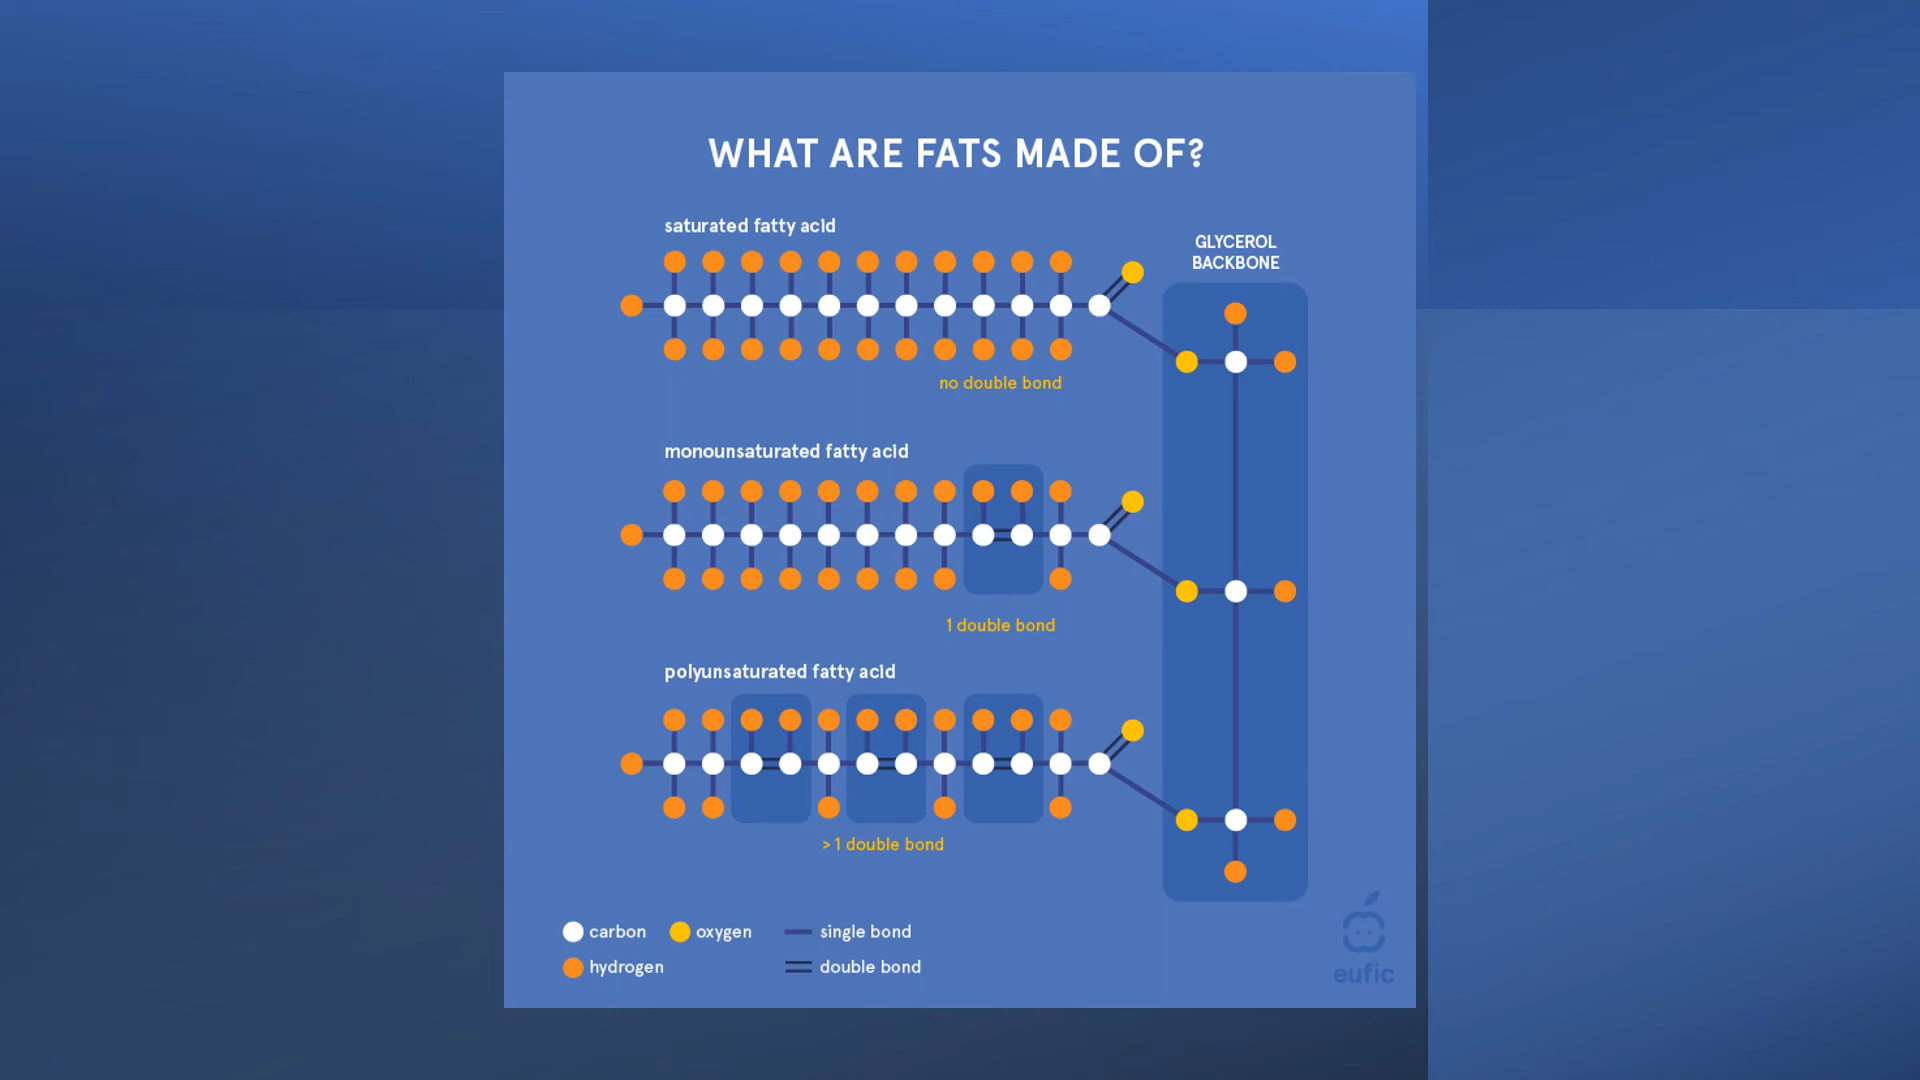 WHAT ARE FATS MADE OF?
saturated fatty acid
GLYCEROL
BACKBONE
no double bond
monounsaturated fatty acid
1 double bond
polyunsaturated fatty acid
> 1 double bond
carbon
oxygen
single bond
hydrogen
double bond
eufic